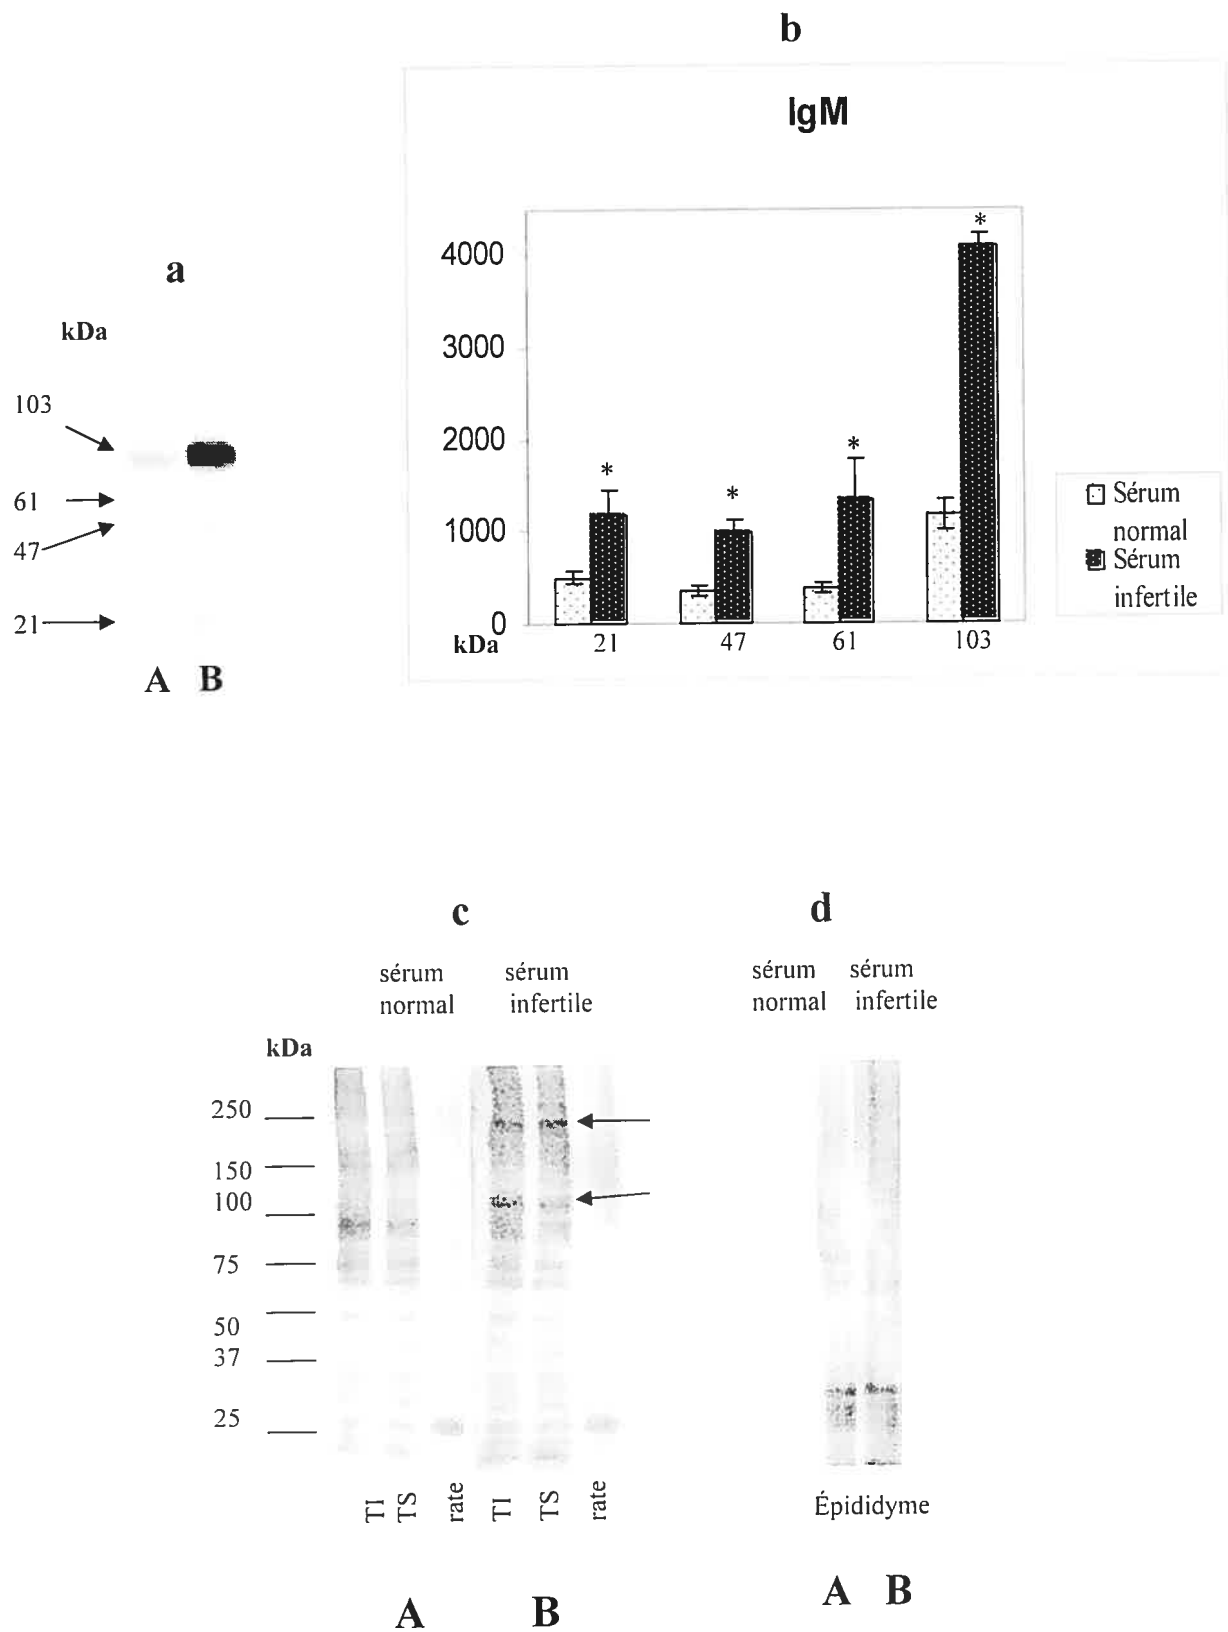 b
IgM
4000
3000
2000
1000
0
* * * *
kDa 21 47 61 103
Sérum
normal
Sérum
infertile
a
kDa
103
61
47
21
A B
c
sérum
normal
sérum
infertile
kDa
250
150
100
75
50
37
25
TI TS rate TI TS rate
A B
d
sérum
normal
sérum
infertile
Épididyme
A B